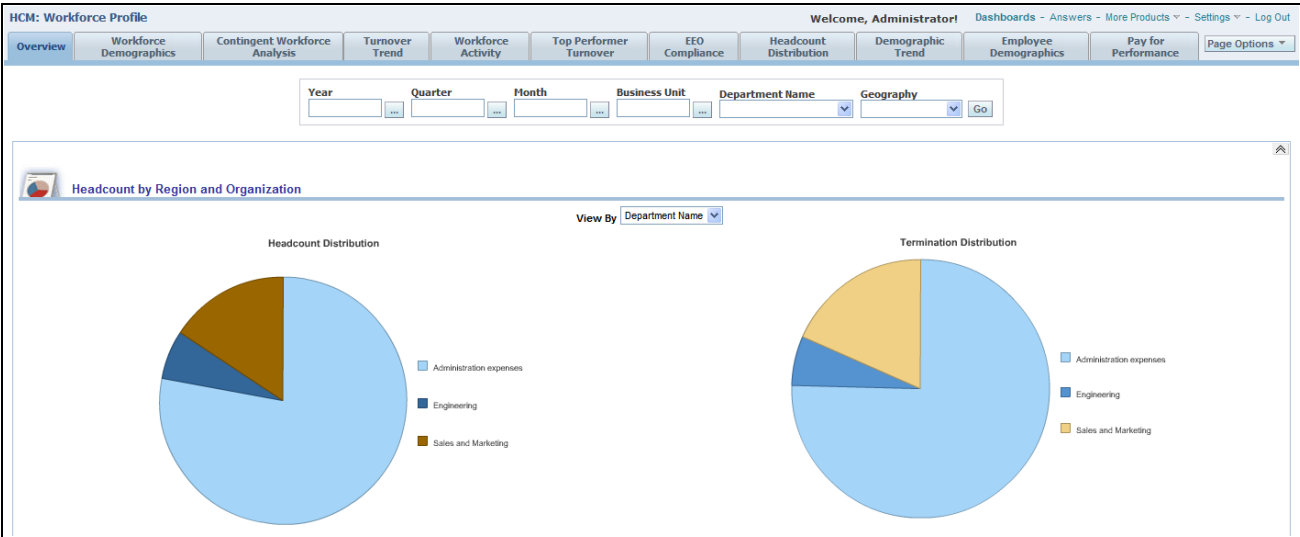 HCM: Workforce Profile
Welcome, Administrator! Dashboards - Answers - More Products - Settings - Log Out
Overview
Workforce
Demographics
Contingent Workforce
Analysis
Turnover
Trend
Workforce
Activity
Top Performer
Turnover
EEO
Compliance
Headcount
Distribution
Demographic
Trend
Employee
Demographics
Pay for
Performance
Page Options
Year
Quarter
Month
Business Unit
Department Name
Geography
...
...
...
...
Go
Headcount by Region and Organization
View By Department Name
Headcount Distribution
Administration expenses
Engineering
Sales and Marketing
Termination Distribution
Administration expenses
Engineering
Sales and Marketing